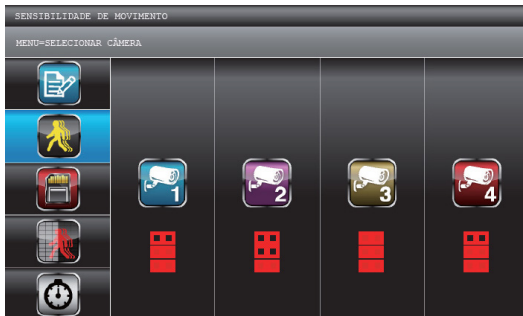 SENSIBILIDADE DE MOVIMENTO
MENU=SELECIONAR CÂMERA
1 2 3 4